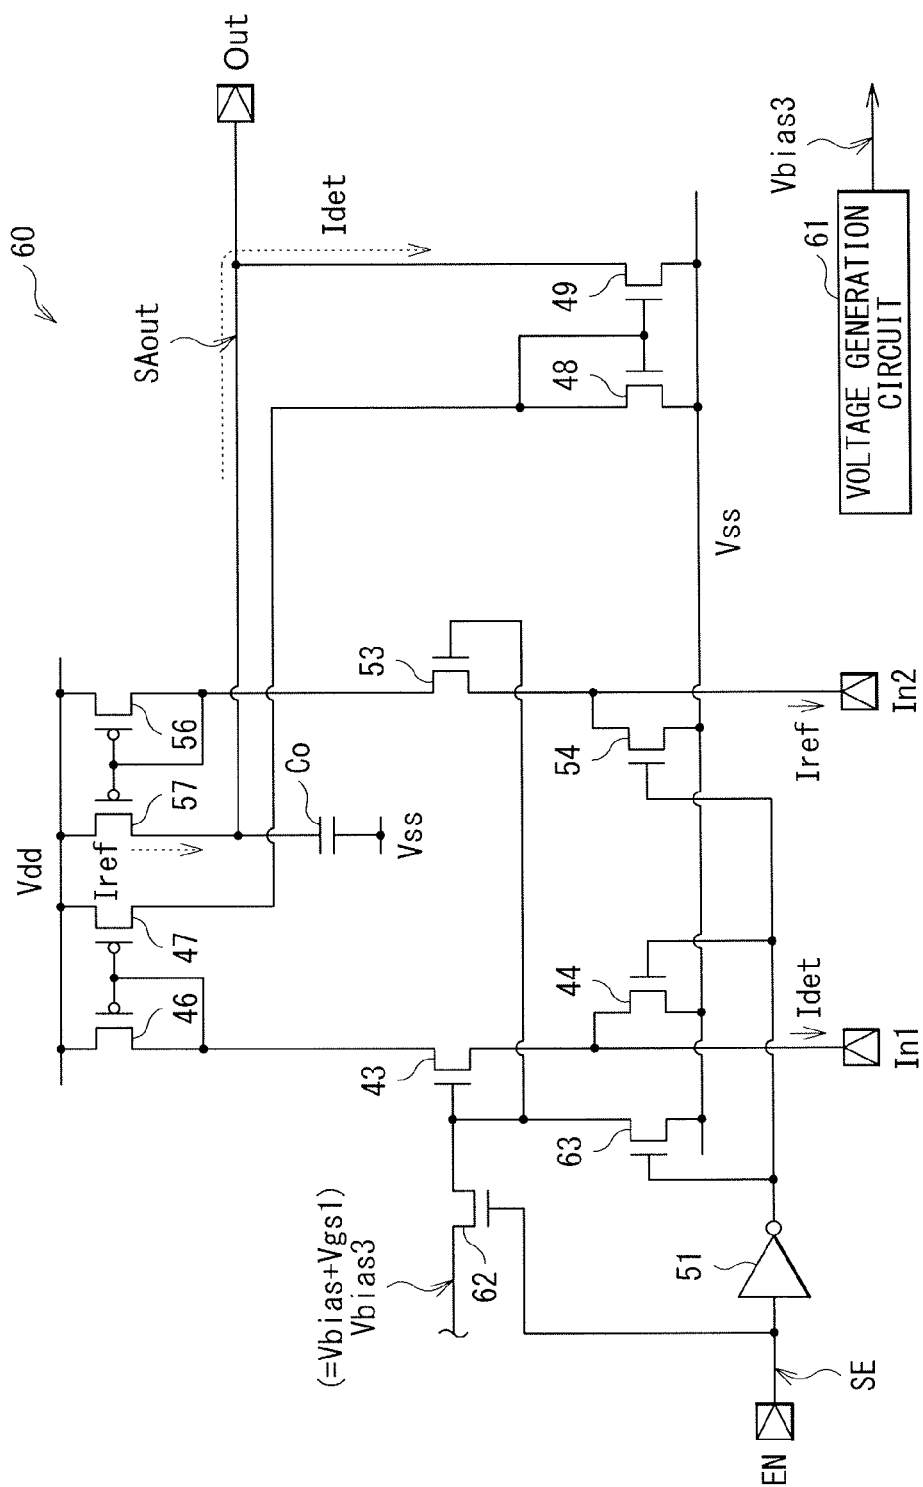 60
Out
Idet
SAout
Vdd
Iref
46
47
57
56
Co
Vss
43
53
48
49
(=Vbias+Vgs1)
Vbias3
62
63
44
54
Vss
51
Idet
Iref
EN
SE
In1
In2
VOLTAGE GENERATION
CIRCUIT
61
Vbias3